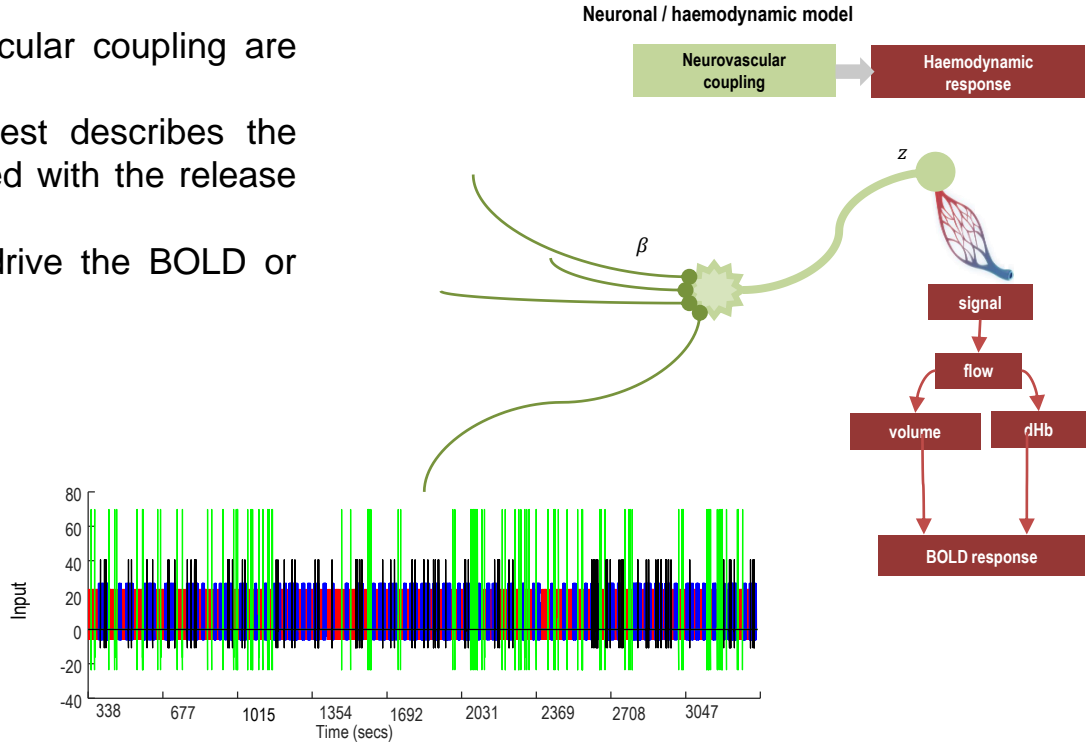 Neuronal / haemodynamic model
cular coupling are
est describes the
ed with the release
drive the BOLD or
Neurovascular
coupling
Haemodynamic
response
z
β
signal
flow
volume
dHb
BOLD response
Input
80
60
40
20
0
-20
-40
338 677 1015 1354 1692 2031 2369 2708 3047
Time (secs)